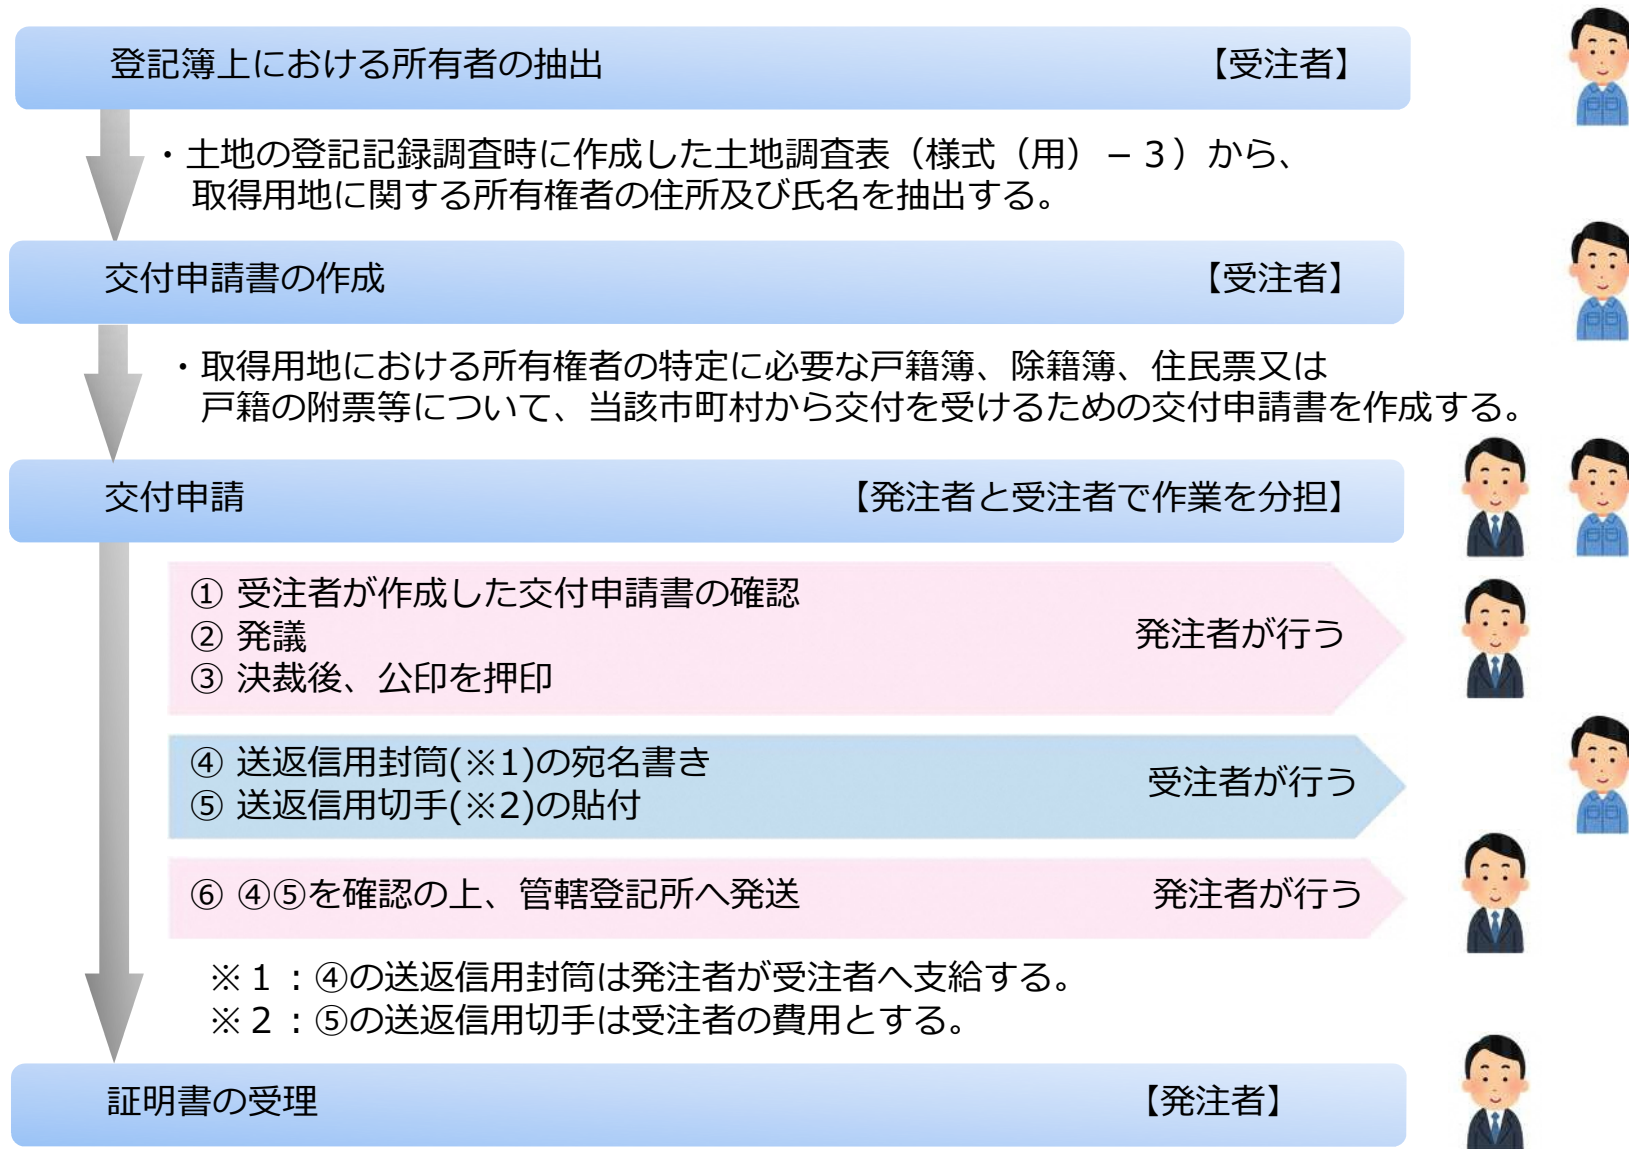 登記簿上における所有者の抽出 【受注者】
・土地の登記記録調査時に作成した土地調査表（様式（用）－３）から、
取得用地に関する所有権者の住所及び氏名を抽出する。
交付申請書の作成 【受注者】
・取得用地における所有権者の特定に必要な戸籍簿、除籍簿、住民票又は
戸籍の附票等について、当該市町村から交付を受けるための交付申請書を作成する。
交付申請 【発注者と受注者で作業を分担】
① 受注者が作成した交付申請書の確認
② 発議
発注者が行う
③ 決裁後、公印を押印
④ 送返信用封筒(※1)の宛名書き
受注者が行う
⑤ 送返信用切手(※2)の貼付
⑥ ④⑤を確認の上、管轄登記所へ発送 発注者が行う
※１：④の送返信用封筒は発注者が受注者へ支給する。
※２：⑤の送返信用切手は受注者の費用とする。
証明書の受理 【発注者】